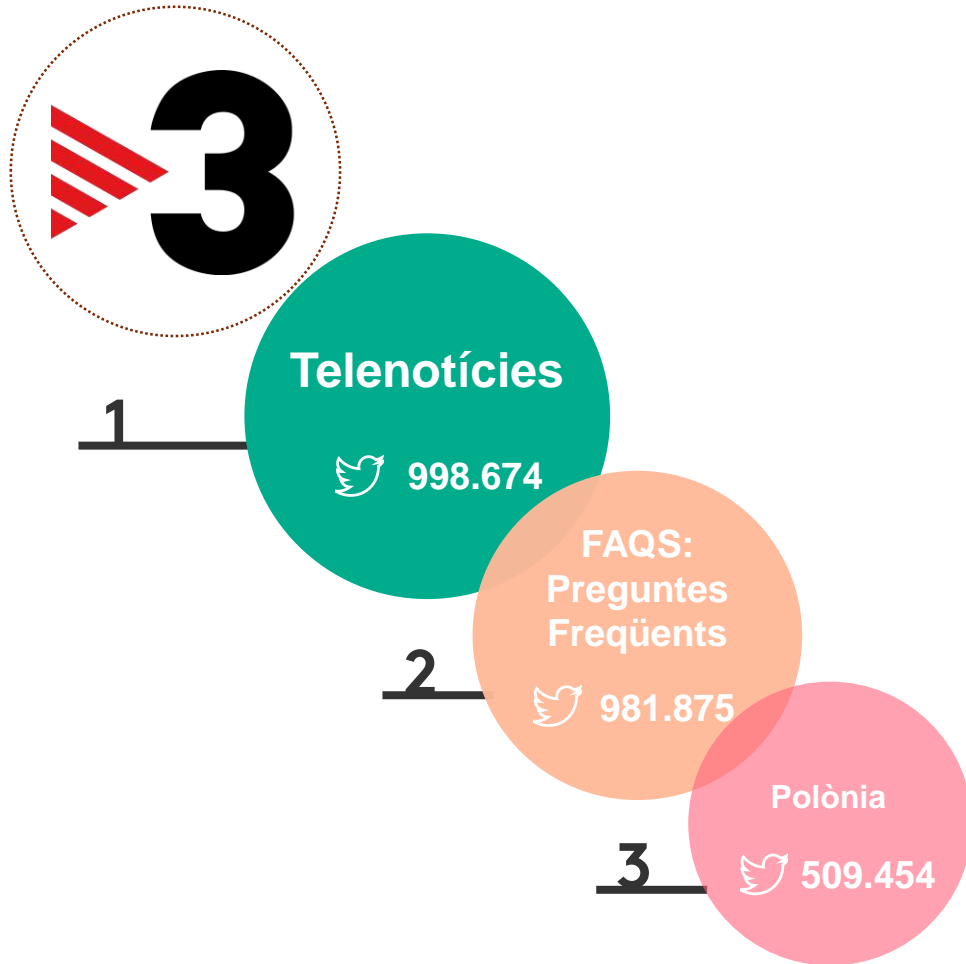 3
Telenotícies
1
998.674
FAQS:
Preguntes
Freqüents
2
981.875
Polònia
3
509.454